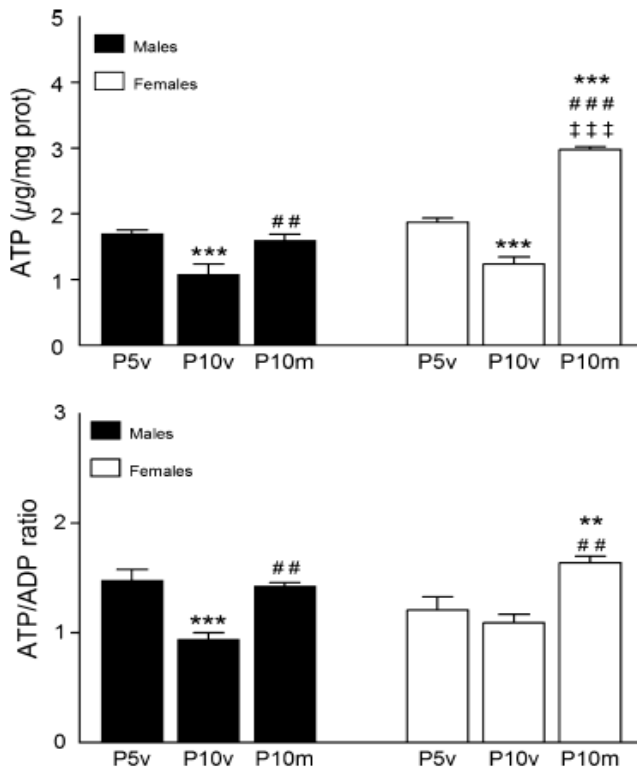 5
4
3
2
1
0
ATP (µg/mg prot)
Males
Females
***
##
***
***
###
‡‡‡
P5v P10v P10m P5v P10v P10m
3
2
1
0
ATP/ADP ratio
Males
Females
***
##
**
##
P5v P10v P10m P5v P10v P10m